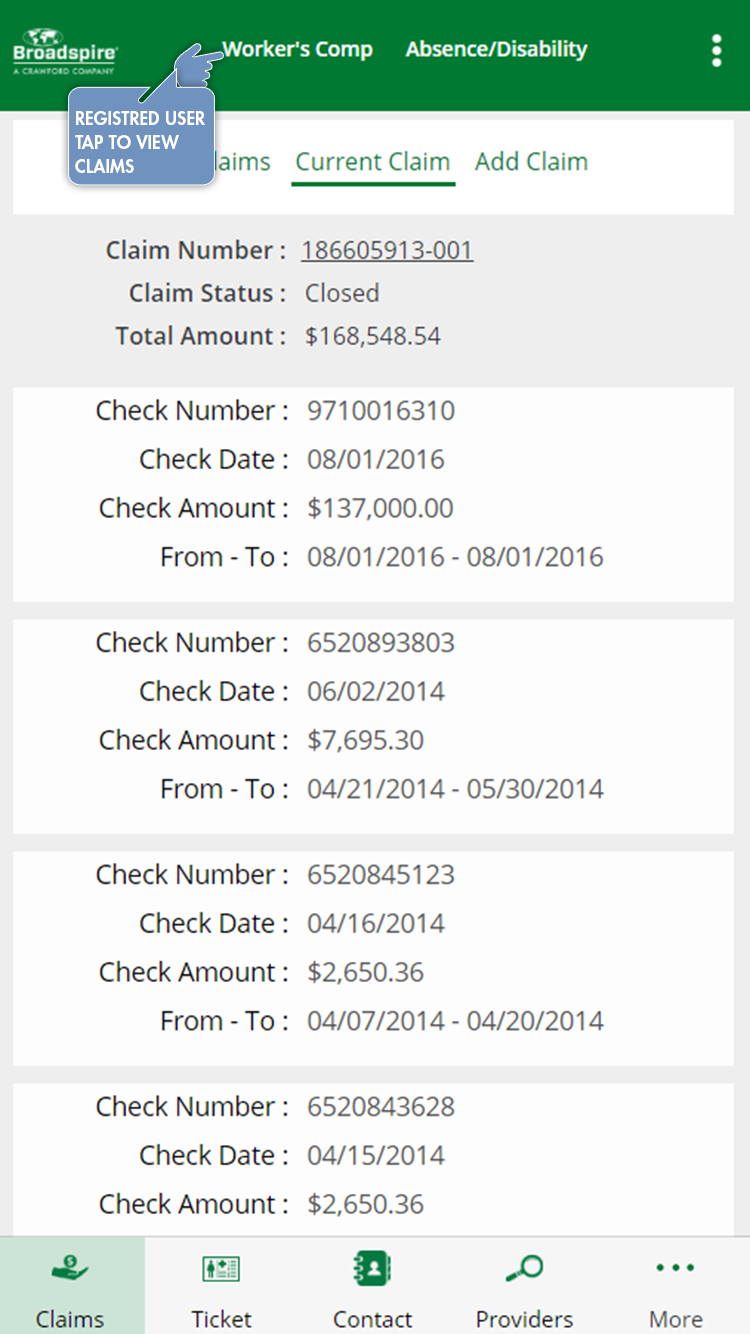 Broadspire
A CRAWFORD COMPANY
Worker's Comp Absence/Disability
REGISTRED USER
TAP TO VIEW
CLAIMS
laims Current Claim Add Claim
Claim Number : 186605913-001
Claim Status : Closed
Total Amount : $168,548.54
Check Number : 9710016310
Check Date : 08/01/2016
Check Amount : $137,000.00
From - To : 08/01/2016 - 08/01/2016
Check Number : 6520893803
Check Date : 06/02/2014
Check Amount : $7,695.30
From - To : 04/21/2014 - 05/30/2014
Check Number : 6520845123
Check Date : 04/16/2014
Check Amount : $2,650.36
From - To : 04/07/2014 - 04/20/2014
Check Number : 6520843628
Check Date : 04/15/2014
Check Amount : $2,650.36
Claims Ticket Contact Providers More